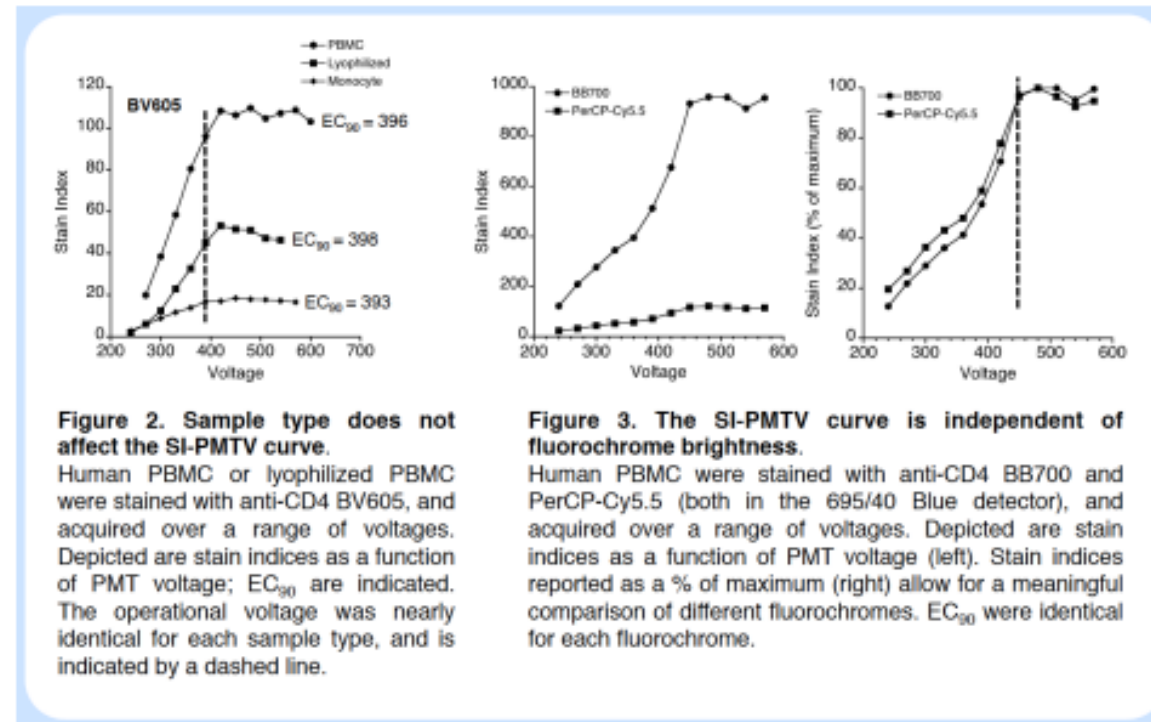 PBMC
Lyophilized
Monocyte
120
100
80
60
40
20
0
Stain Index
BV605
EC90 = 396
EC90 = 398
EC90 = 393
200 300 400 500 600 700
Voltage
1000
800
600
400
200
0
Stain Index
BB700
PerCP-Cy5.5
200 300 400 500 600
Voltage
100
80
60
40
20
0
Stain Index (% of maximum)
BB700
PerCP-Cy5.5
200 300 400 500 600
Voltage
Figure 2. Sample type does not
affect the SI-PMTV curve.
Human PBMC or lyophilized PBMC
were stained with anti-CD4 BV605, and
acquired over a range of voltages.
Depicted are stain indices as a function
of PMT voltage; EC90 are indicated.
The operational voltage was nearly
identical for each sample type, and is
indicated by a dashed line.
Figure 3. The SI-PMTV curve is independent of
fluorochrome brightness.
Human PBMC were stained with anti-CD4 BB700 and
PerCP-Cy5.5 (both in the 695/40 Blue detector), and
acquired over a range of voltages. Depicted are stain
indices as a function of PMT voltage (left). Stain indices
reported as a % of maximum (right) allow for a meaningful
comparison of different fluorochromes. EC90 were identical
for each fluorochrome.